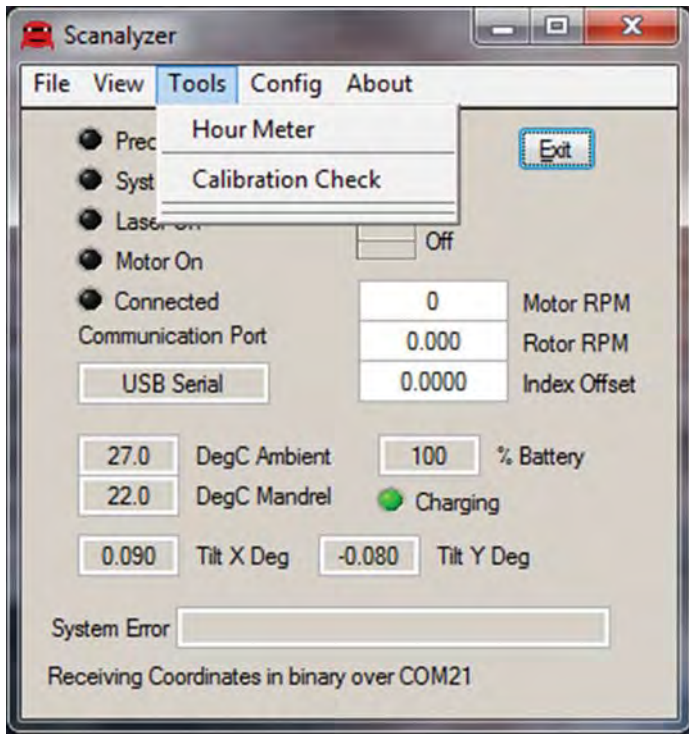 Scanalyzer
File View Tools Config About
Hour Meter
Calibration Check
Exit
Off
Motor On
Connected
Communication Port
USB Serial
0 Motor RPM
0.000 Rotor RPM
0.0000 Index Offset
27.0 DegC Ambient
100 % Battery
22.0 DegC Mandrel
Charging
0.090 Tilt X Deg
-0.080 Tilt Y Deg
System Error
Receiving Coordinates in binary over COM21